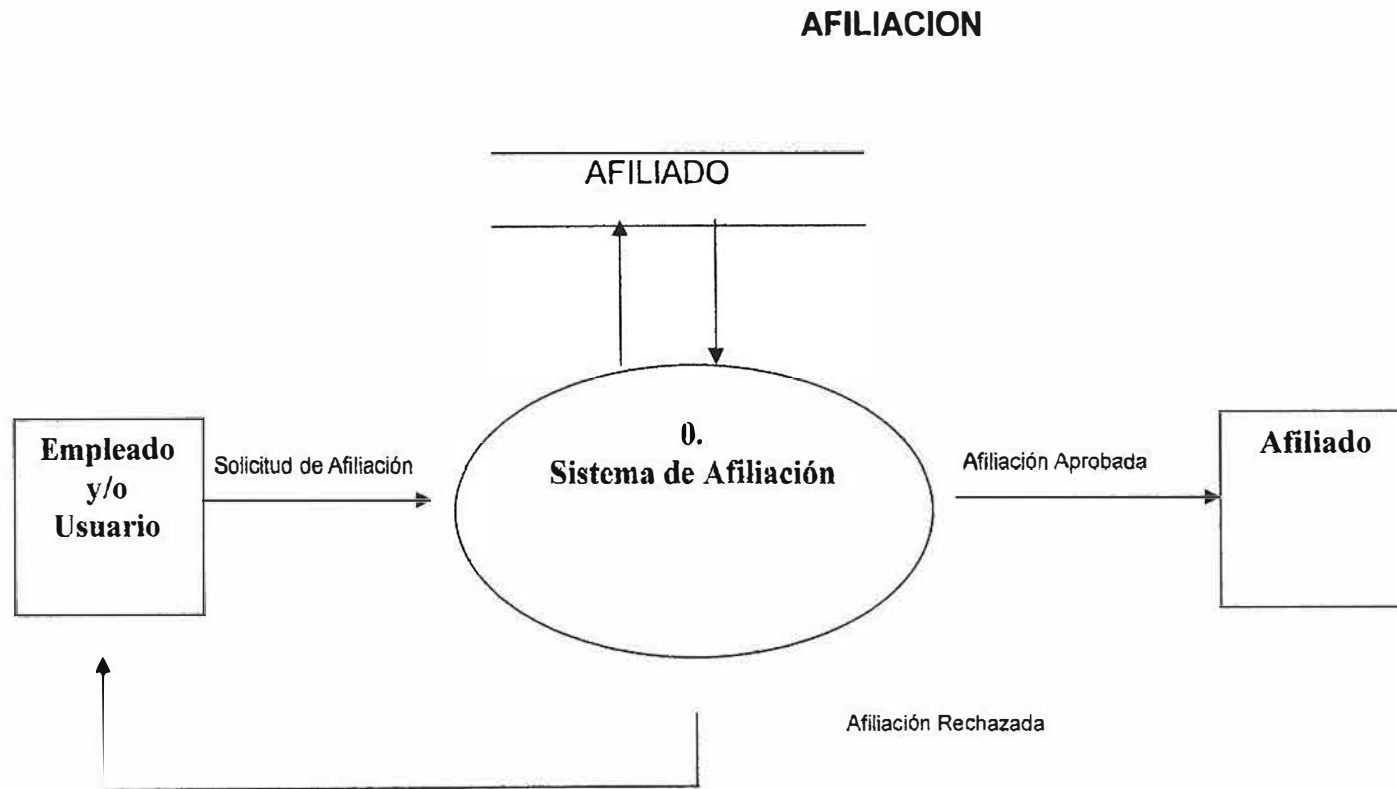 AFILIACION
AFILIADO
Empleado
y/o
Usuario
Solicitud de Afiliación
0.
Sistema de Afiliación
Afiliación Aprobada
Afiliado
Afiliación Rechazada